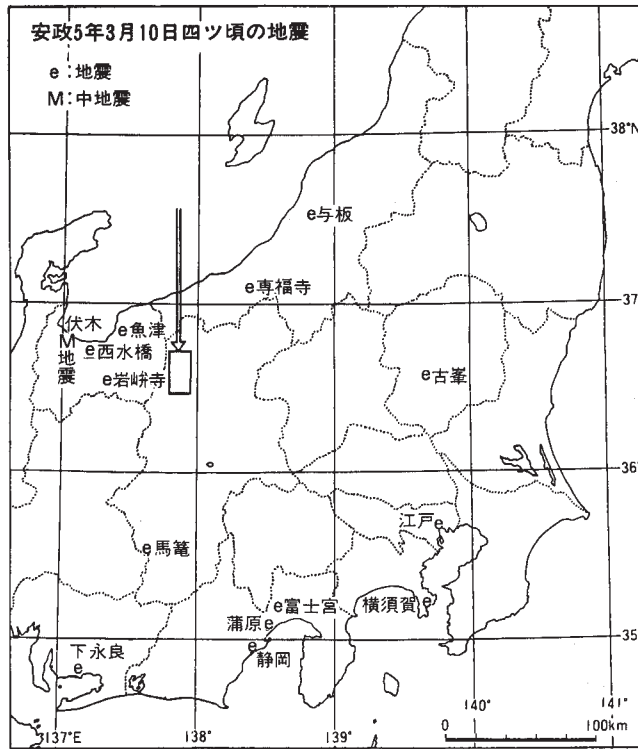 安政5年3月10日四ツ頃の地震
e：地震
M：中地震
38°N
e与板
e専福寺
37
伏木
M地震
e魚津
e西水橋
e岩峅寺
e古峯
36
江戸e
e馬篭
e富士宮
横須賀e
蒲原e
e静岡
35
下永良
e
137°E
138
139
140
141°
0 100km